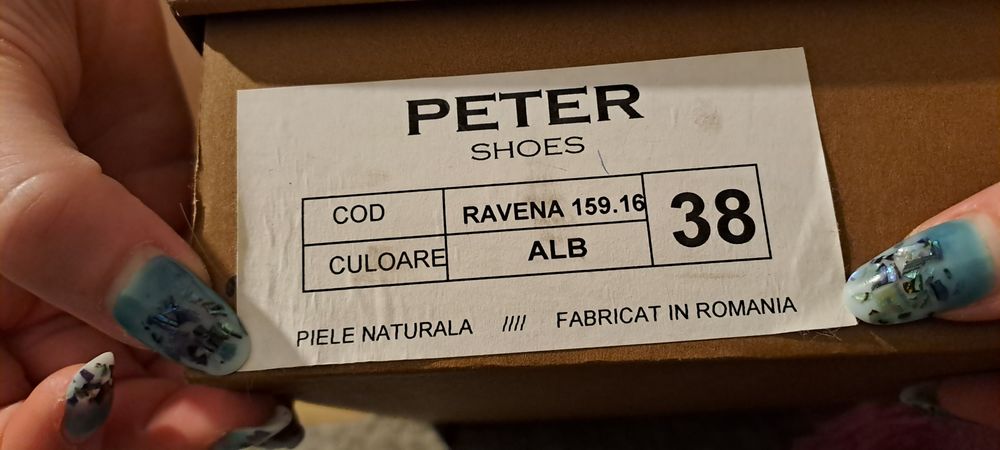 PETER
SHOES
COD RAVENA 159.16 38
CULOARE ALB
PIELE NATURALA //// FABRICAT IN ROMANIA